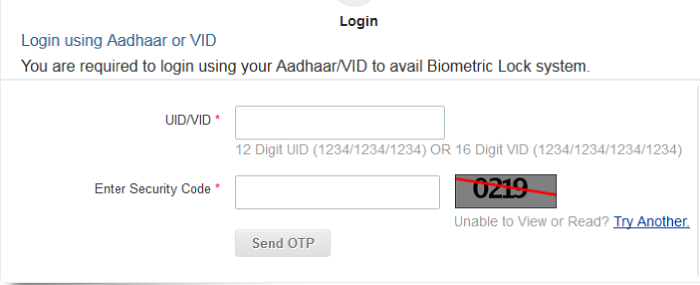 Login
Login using Aadhaar or VID
You are required to login using your Aadhaar/VID to avail Biometric Lock system.
UID/VID *
12 Digit UID (1234/1234/1234) OR 16 Digit VID (1234/1234/1234/1234)
Enter Security Code * 0219
Unable to View or Read? Try Another.
Send OTP